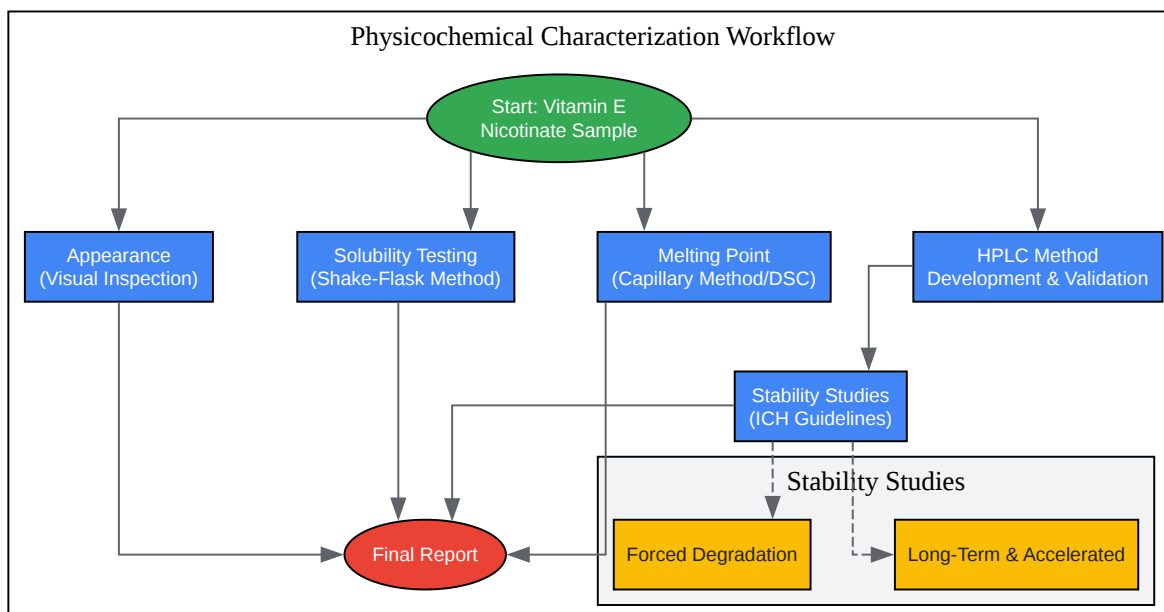 Physicochemical Characterization Workflow
Start: Vitamin E
Nicotinate Sample
Appearance
(Visual Inspection)
Solubility Testing
(Shake-Flask Method)
Melting Point
(Capillary Method/DSC)
HPLC Method
Development & Validation
Stability Studies
(ICH Guidelines)
Stability Studies
Final Report
Forced Degradation
Long-Term & Accelerated